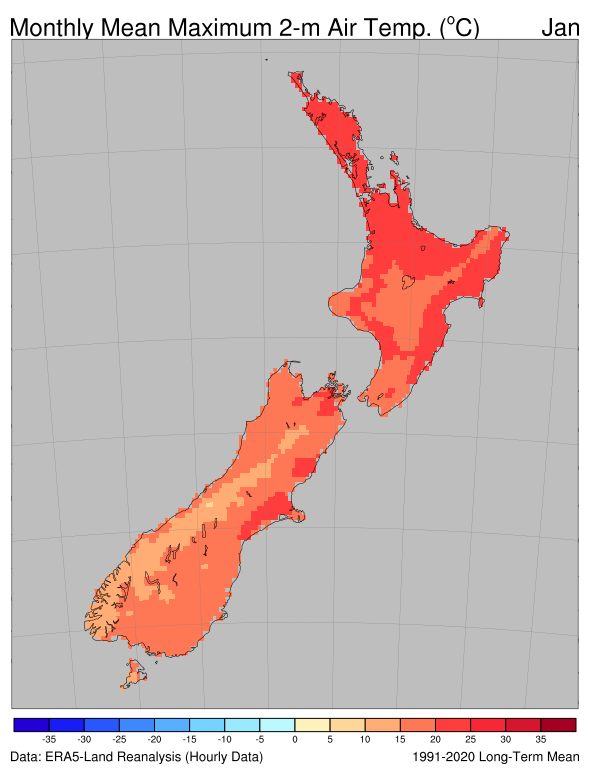 Monthly Mean Maximum 2-m Air Temp. (°C) Jan
-35 -30 -25 -20 -15 -10 -5 0 5 10 15 20 25 30 35
Data: ERA5-Land Reanalysis (Hourly Data) 1991-2020 Long-Term Mean